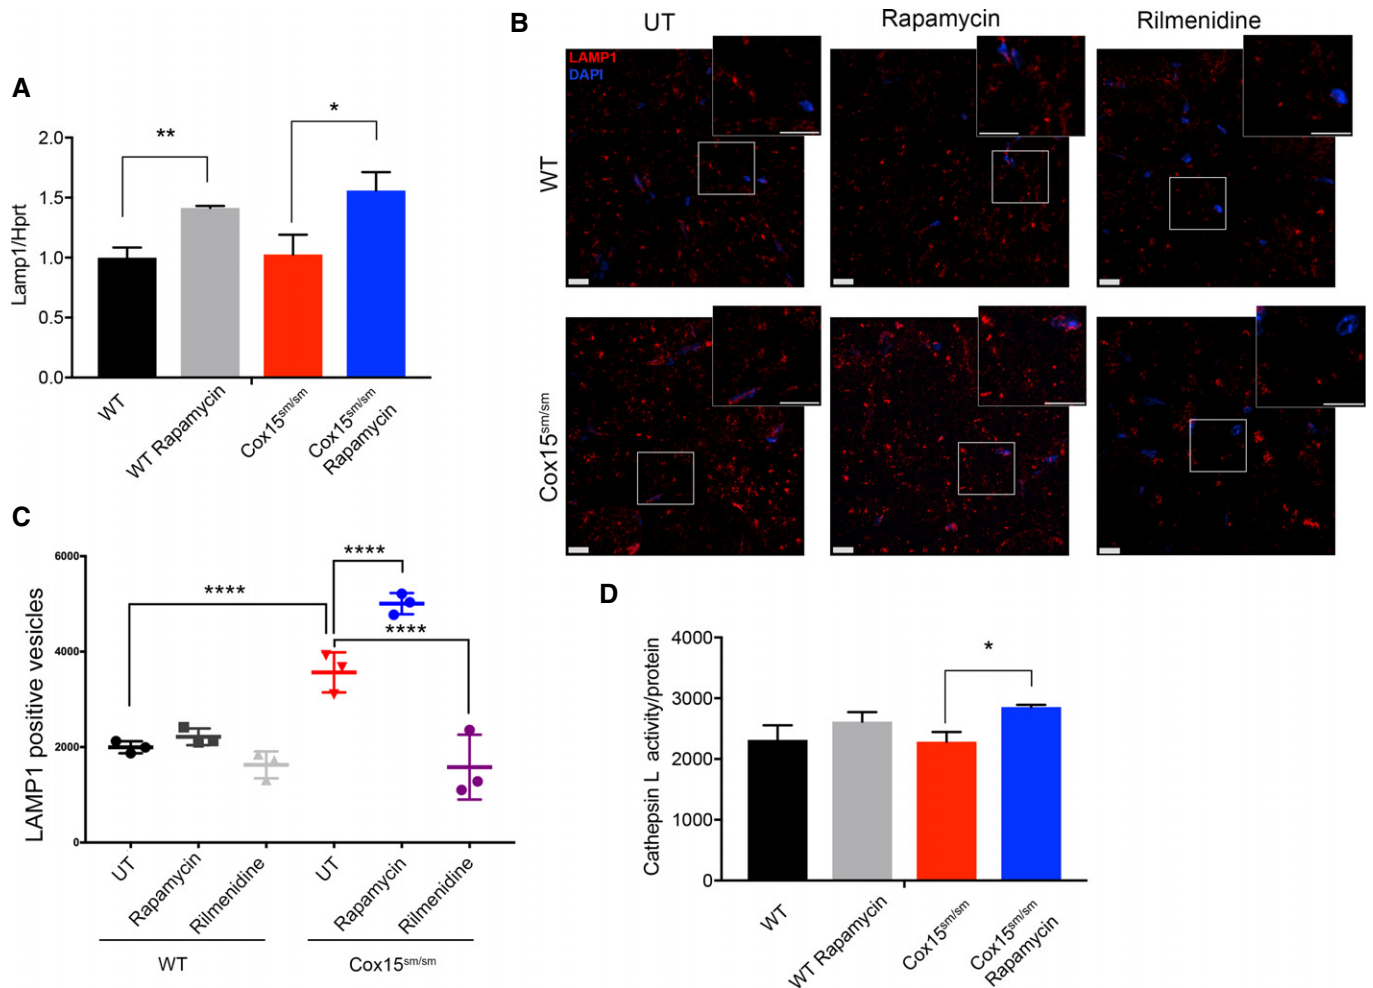 A
**
*
2.0
1.5
1.0
0.5
0.0
Lamp1/Hprt
WT
WT Rapamycin
Cox15sm/sm
Cox15sm/sm
Rapamycin
B
UT
Rapamycin
Rilmenidine
LAMP1
DAPI
WT
Cox15sm/sm
C
6000
4000
2000
0
LAMP1 positive vesicles
****
****
****
UT
Rapamycin
Rilmenidine
UT
Rapamycin
Rilmenidine
WT
Cox15sm/sm
D
4000
3000
2000
1000
0
Cathepsin L activity/protein
*
WT
WT Rapamycin
Cox15sm/sm
Cox15sm/sm
Rapamycin